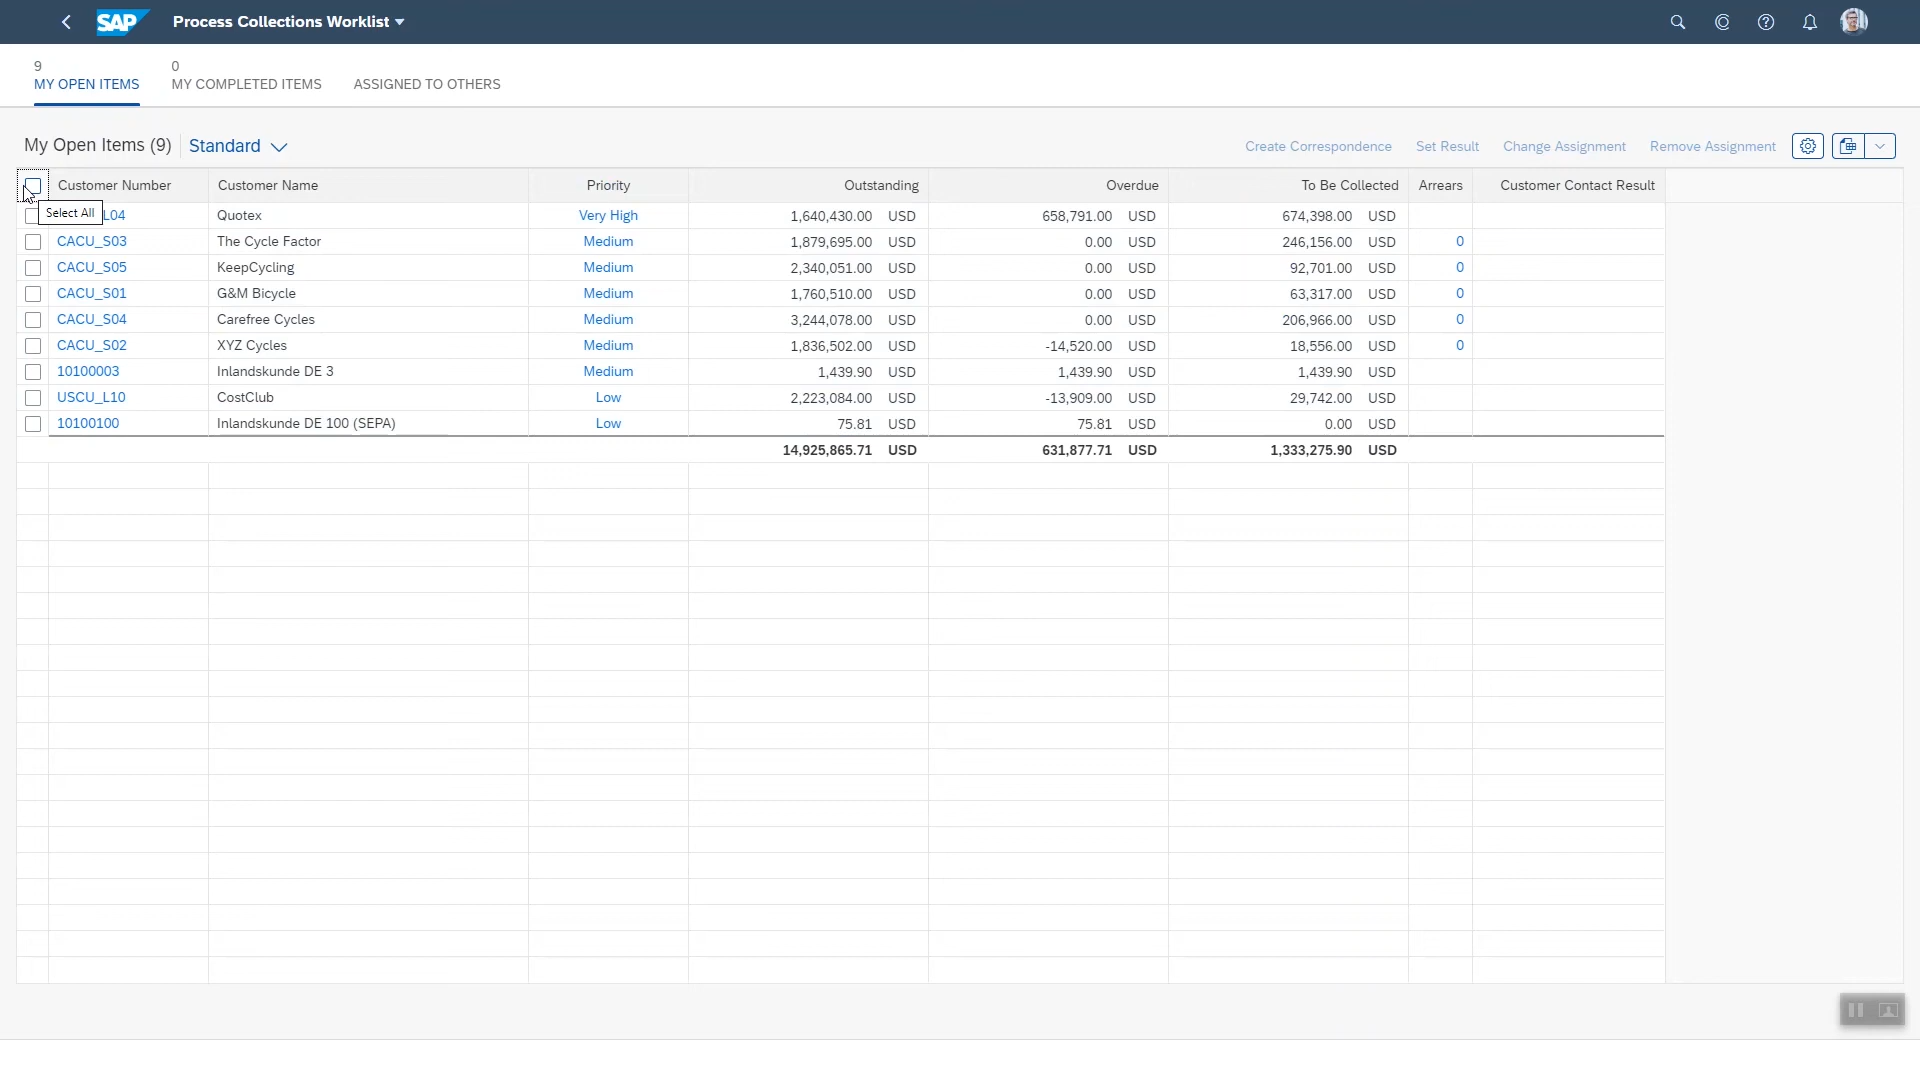 SAP Process Collections Worklist
9 0
MY OPEN ITEMS MY COMPLETED ITEMS ASSIGNED TO OTHERS
My Open Items (9) Standard Create Correspondence Set Result Change Assignment Remove Assignment
Customer Number Customer Name Priority Outstanding Overdue To Be Collected Arrears Customer Contact Result
Select All L04 Quotex Very High 1,640,430.00 USD 658,791.00 USD 674,398.00 USD
CACU_S03 The Cycle Factor Medium 1,879,695.00 USD 0.00 USD 246,156.00 USD 0
CACU_S05 KeepCycling Medium 2,340,051.00 USD 0.00 USD 92,701.00 USD 0
CACU_S01 G&M Bicycle Medium 1,760,510.00 USD 0.00 USD 63,317.00 USD 0
CACU_S04 Carefree Cycles Medium 3,244,078.00 USD 0.00 USD 206,966.00 USD 0
CACU_S02 XYZ Cycles Medium 1,836,502.00 USD -14,520.00 USD 18,556.00 USD 0
10100003 Inlandskunde DE 3 Medium 1,439.90 USD 1,439.90 USD 1,439.90 USD
USCU_L10 CostClub Low 2,223,084.00 USD -13,909.00 USD 29,742.00 USD
10100100 Inlandskunde DE 100 (SEPA) Low 75.81 USD 75.81 USD 0.00 USD
14,925,865.71 USD 631,877.71 USD 1,333,275.90 USD